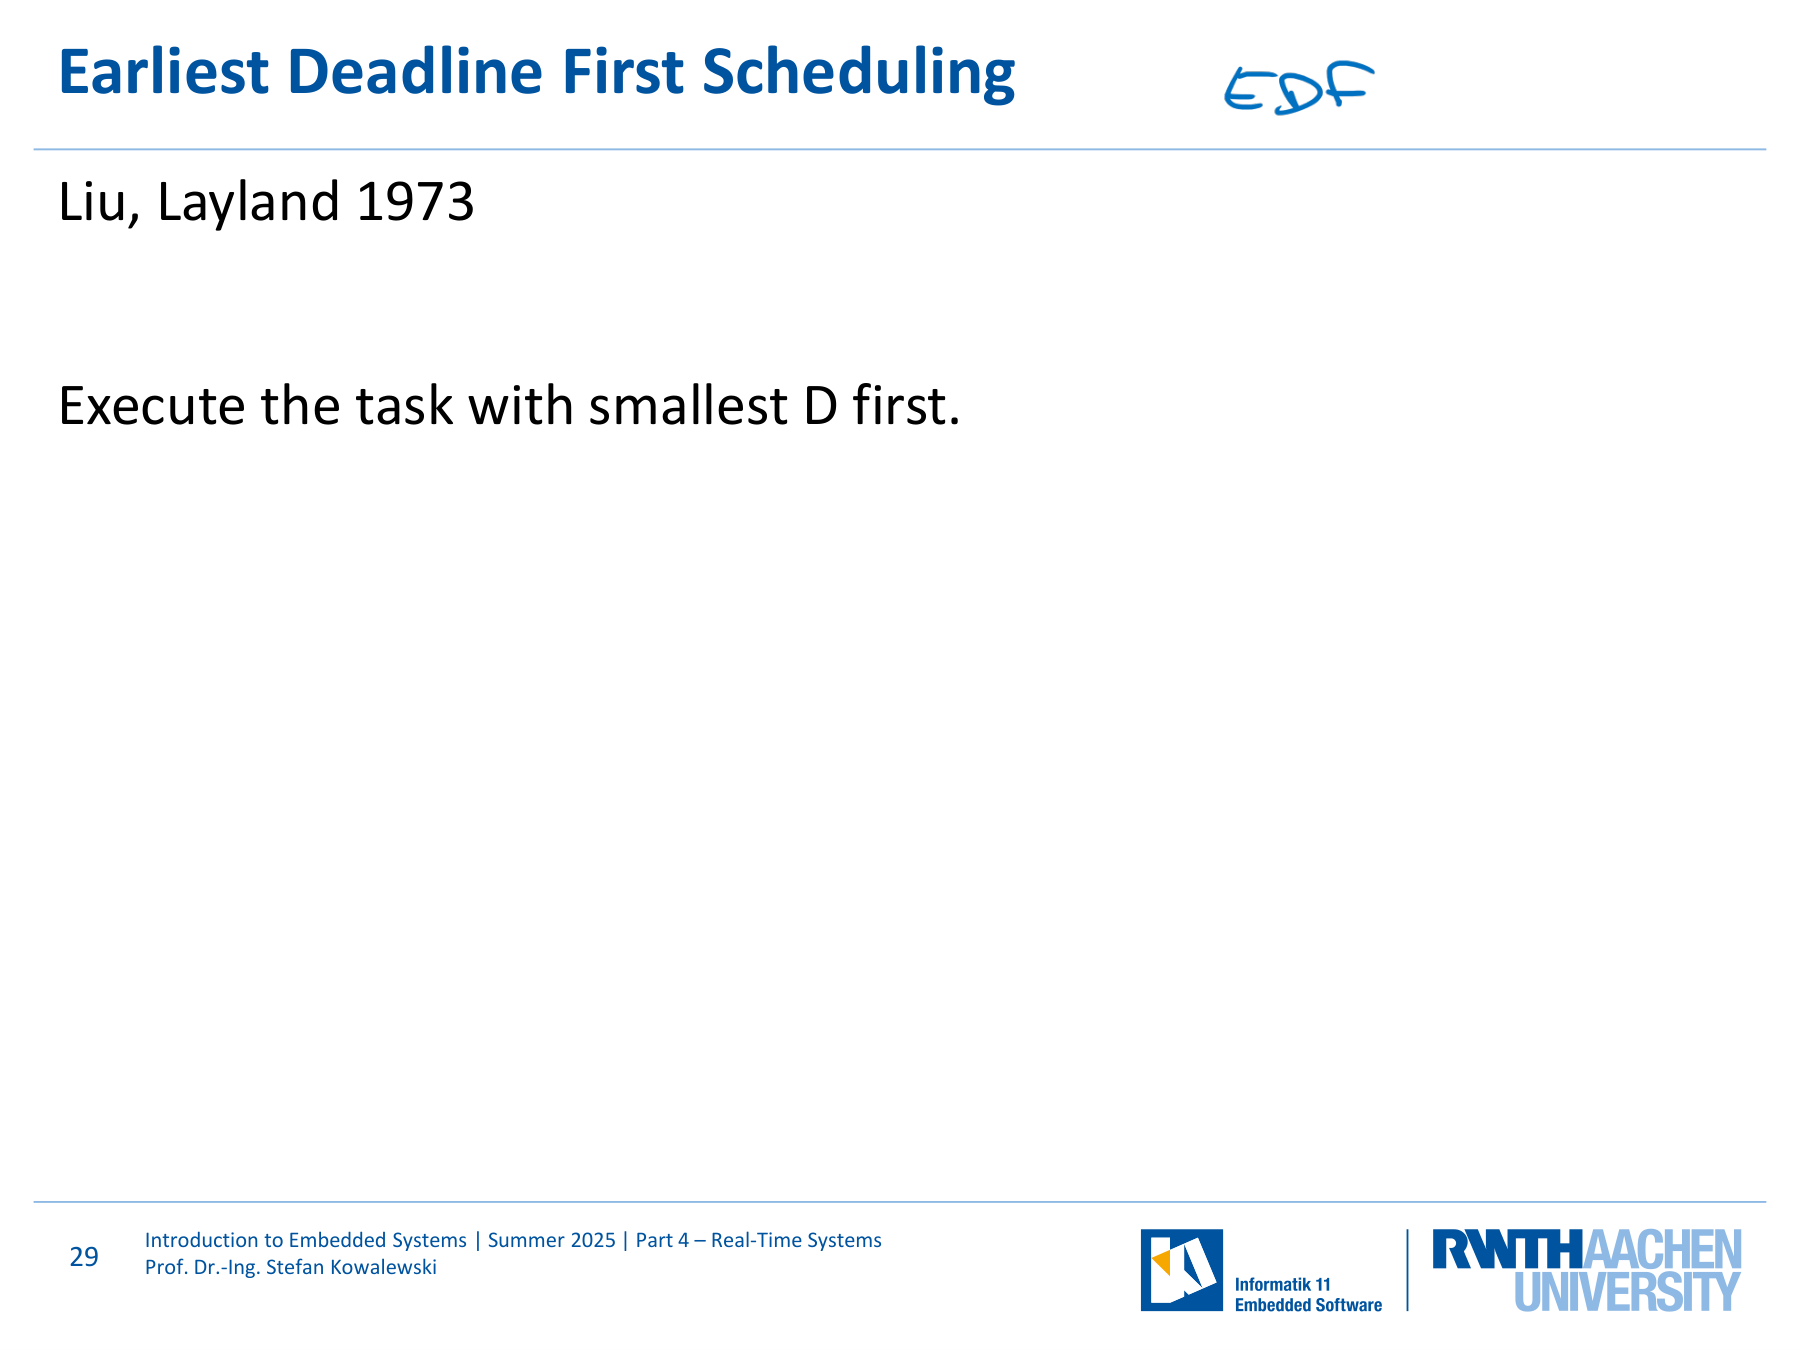 Earliest Deadline First Scheduling
EDF
Liu, Layland 1973
Execute the task with smallest D first.
29
Introduction to Embedded Systems | Summer 2025 | Part 4 – Real-Time Systems
Prof. Dr.-Ing. Stefan Kowalewski
Informatik 11
Embedded Software
RWTHAACHEN
UNIVERSITY